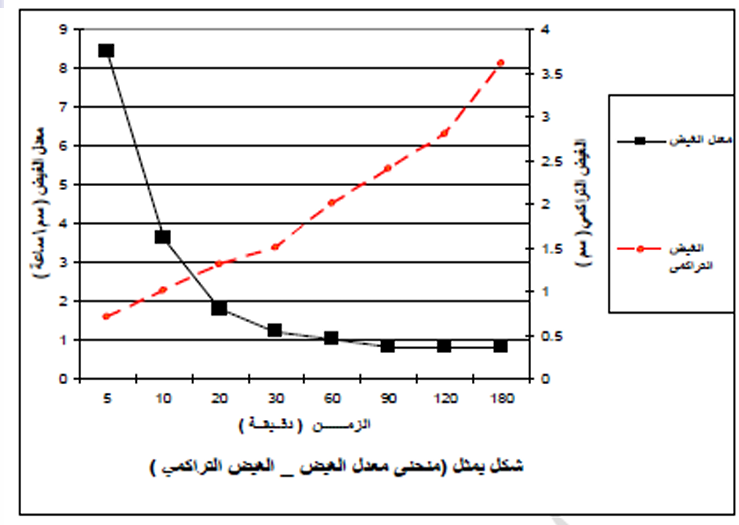 9
8
7
6
5
4
3
2
1
0
معدل الغيض ( سم \ ساعة )
4
3.5
3
2.5
2
1.5
1
0.5
0
الغيض التراكمي ( سم )
5 10 20 30 60 90 120 180
الزمـــــن ( دقـيـقـة )
معدل الغيض
الغيض
التراكمي
شكل يمثل (منحنى معدل الغيض _ الغيض التراكمي )